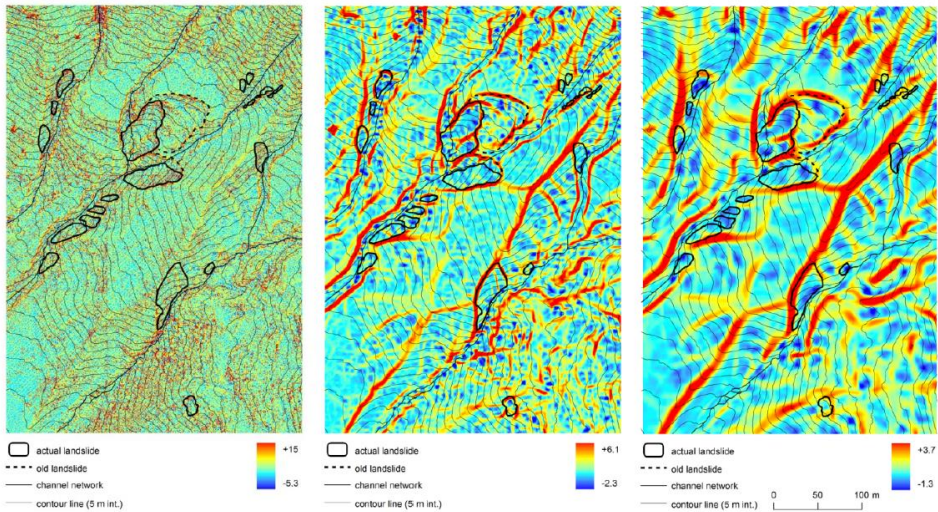 actual landslide +15
old landslide
channel network
contour line (5 m int.) -5.3
actual landslide +6.1
old landslide
channel network
contour line (5 m int.) -2.3
actual landslide +3.7
old landslide
channel network -1.3
contour line (5 m int.) 0 50 100 m